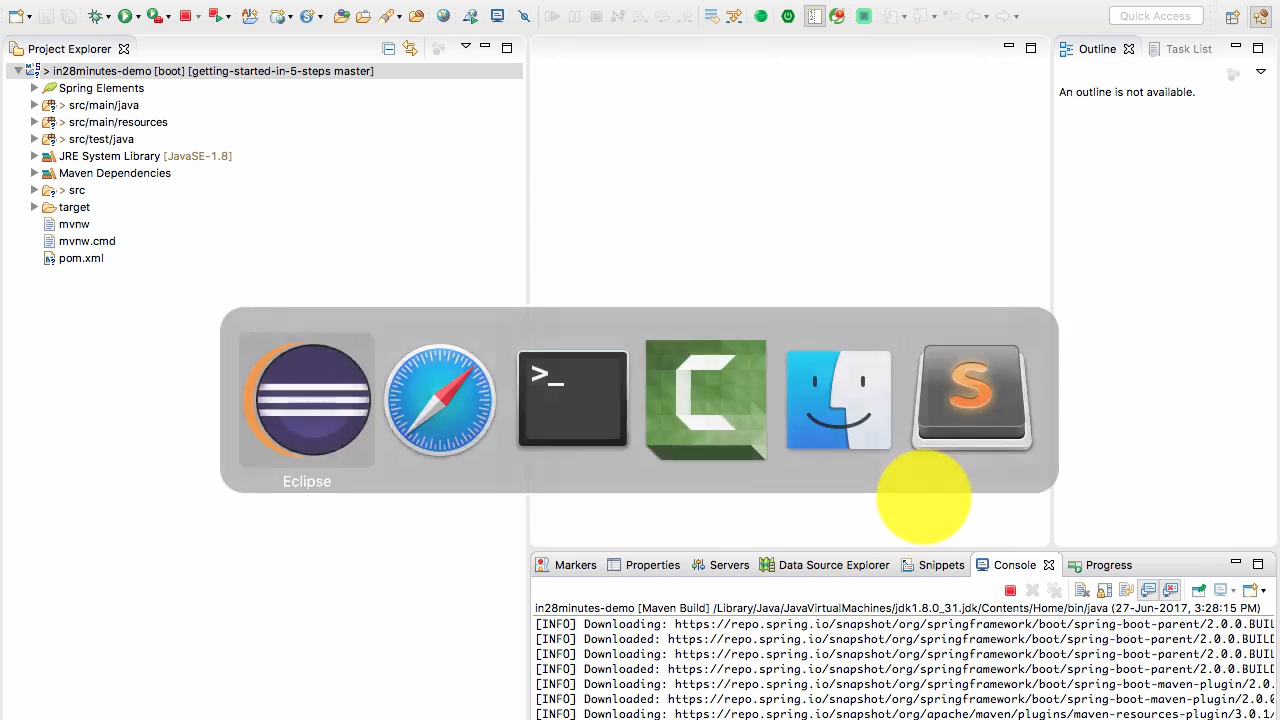 Quick Access
Project Explorer
> in28minutes-demo [boot] [getting-started-in-5-steps master]
Spring Elements
> src/main/java
> src/main/resources
> src/test/java
JRE System Library [JavaSE-1.8]
Maven Dependencies
> src
target
mvnw
mvnw.cmd
pom.xml
Outline
Task List
An outline is not available.
>_
C
S
Eclipse
Markers
Properties
Servers
Data Source Explorer
Snippets
Console
Progress
in28minutes-demo [Maven Build] /Library/Java/JavaVirtualMachines/jdk1.8.0_31.jdk/Contents/Home/bin/java (27-Jun-2017, 3:28:15 PM)
[INFO] Downloading: https://repo.spring.io/snapshot/org/springframework/boot/spring-boot-parent/2.0.0.BUIL
[INFO] Downloaded: https://repo.spring.io/snapshot/org/springframework/boot/spring-boot-parent/2.0.0.BUILD
[INFO] Downloading: https://repo.spring.io/snapshot/org/springframework/boot/spring-boot-parent/2.0.0.BUIL
[INFO] Downloaded: https://repo.spring.io/snapshot/org/springframework/boot/spring-boot-parent/2.0.0.BUILD
[INFO] Downloading: https://repo.spring.io/snapshot/org/springframework/boot/spring-boot-maven-plugin/2.0.
[INFO] Downloaded: https://repo.spring.io/snapshot/org/springframework/boot/spring-boot-maven-plugin/2.0.0
[INFO] Downloading: https://repo.spring.io/snapshot/org/apache/maven/plugins/maven-resources-plugin/3.0.1/